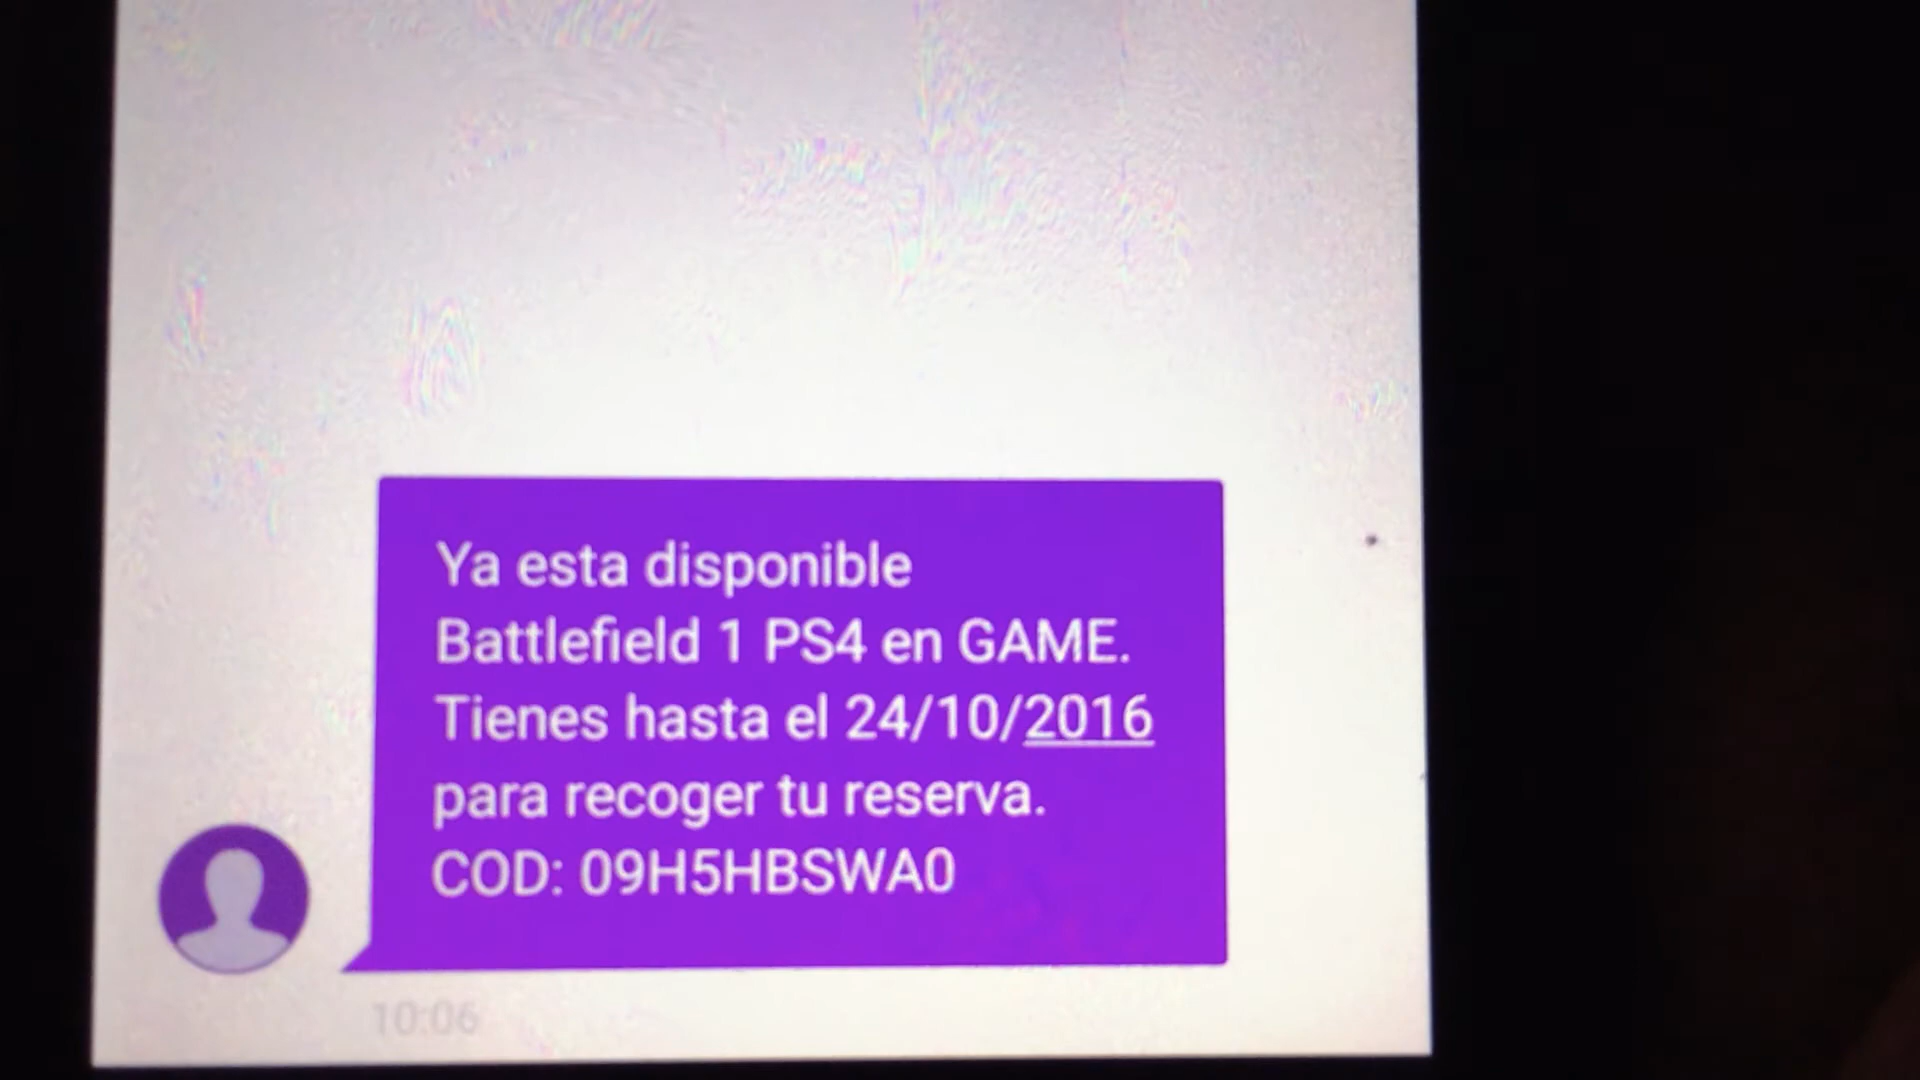 Ya esta disponible
Battlefield 1 PS4 en GAME.
Tienes hasta el 24/10/2016
para recoger tu reserva.
COD: 09H5HBSWA0
10:06